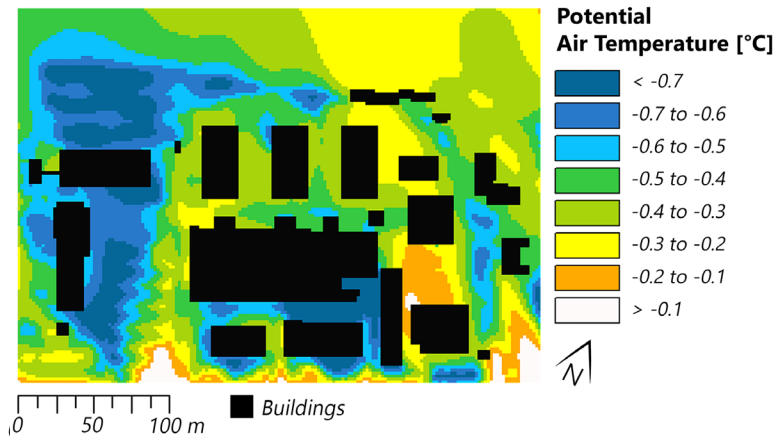 Potential
Air Temperature [°C]
< -0.7
-0.7 to -0.6
-0.6 to -0.5
-0.5 to -0.4
-0.4 to -0.3
-0.3 to -0.2
-0.2 to -0.1
> -0.1
N
0 50 100 m
Buildings